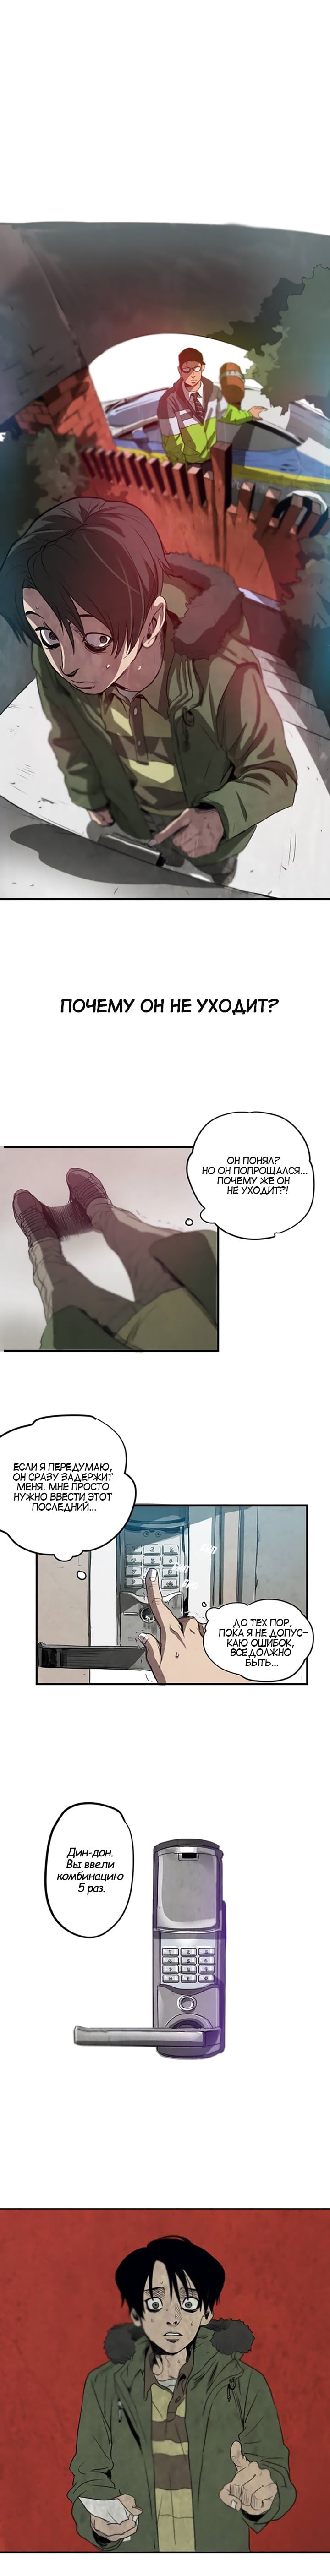 ПОЧЕМУ ОН НЕ УХОДИТ?
ОН ПОНЯЛ?
НО ОН ПОПРОЩАЛСЯ...
ПОЧЕМУ ЖЕ ОН
НЕ УХОДИТ?!
ЕСЛИ Я ПЕРЕДУМАЮ,
ОН СРАЗУ ЗАДЕРЖИТ
МЕНЯ. МНЕ ПРОСТО
НУЖНО ВВЕСТИ ЭТОТ
ПОСЛЕДНИЙ...
ДО ТЕХ ПОР,
ПОКА Я НЕ ДОПУС-
КАЮ ОШИБОК,
ВСЕ ДОЛЖНО
БЫТЬ...
Дин-дон.
Вы ввели
комбинацию
5 раз.